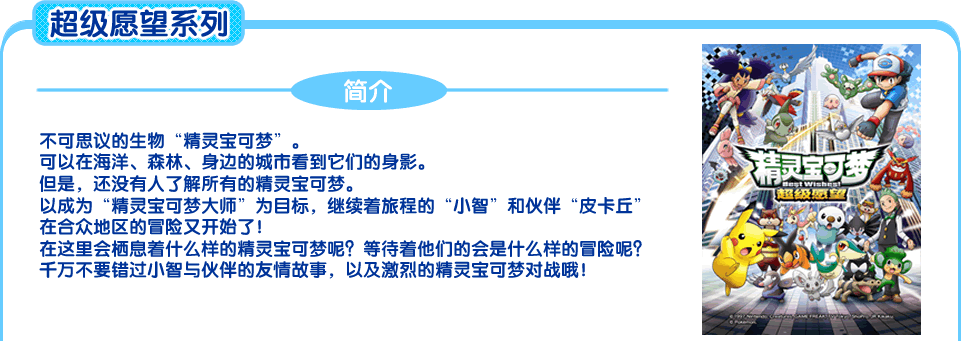 超级愿望系列
简介
不可思议的生物“精灵宝可梦”。
可以在海洋、森林、身边的城市看到它们的身影。
但是，还没有人了解所有的精灵宝可梦。
以成为“精灵宝可梦大师”为目标，继续着旅程的“小智”和伙伴“皮卡丘”
在合众地区的冒险又开始了！
在这里会栖息着什么样的精灵宝可梦呢？等待着他们的会是什么样的冒险呢？
千万不要错过小智与伙伴的友情故事，以及激烈的精灵宝可梦对战哦！
精灵宝可梦
Best Wishes!
超级愿望